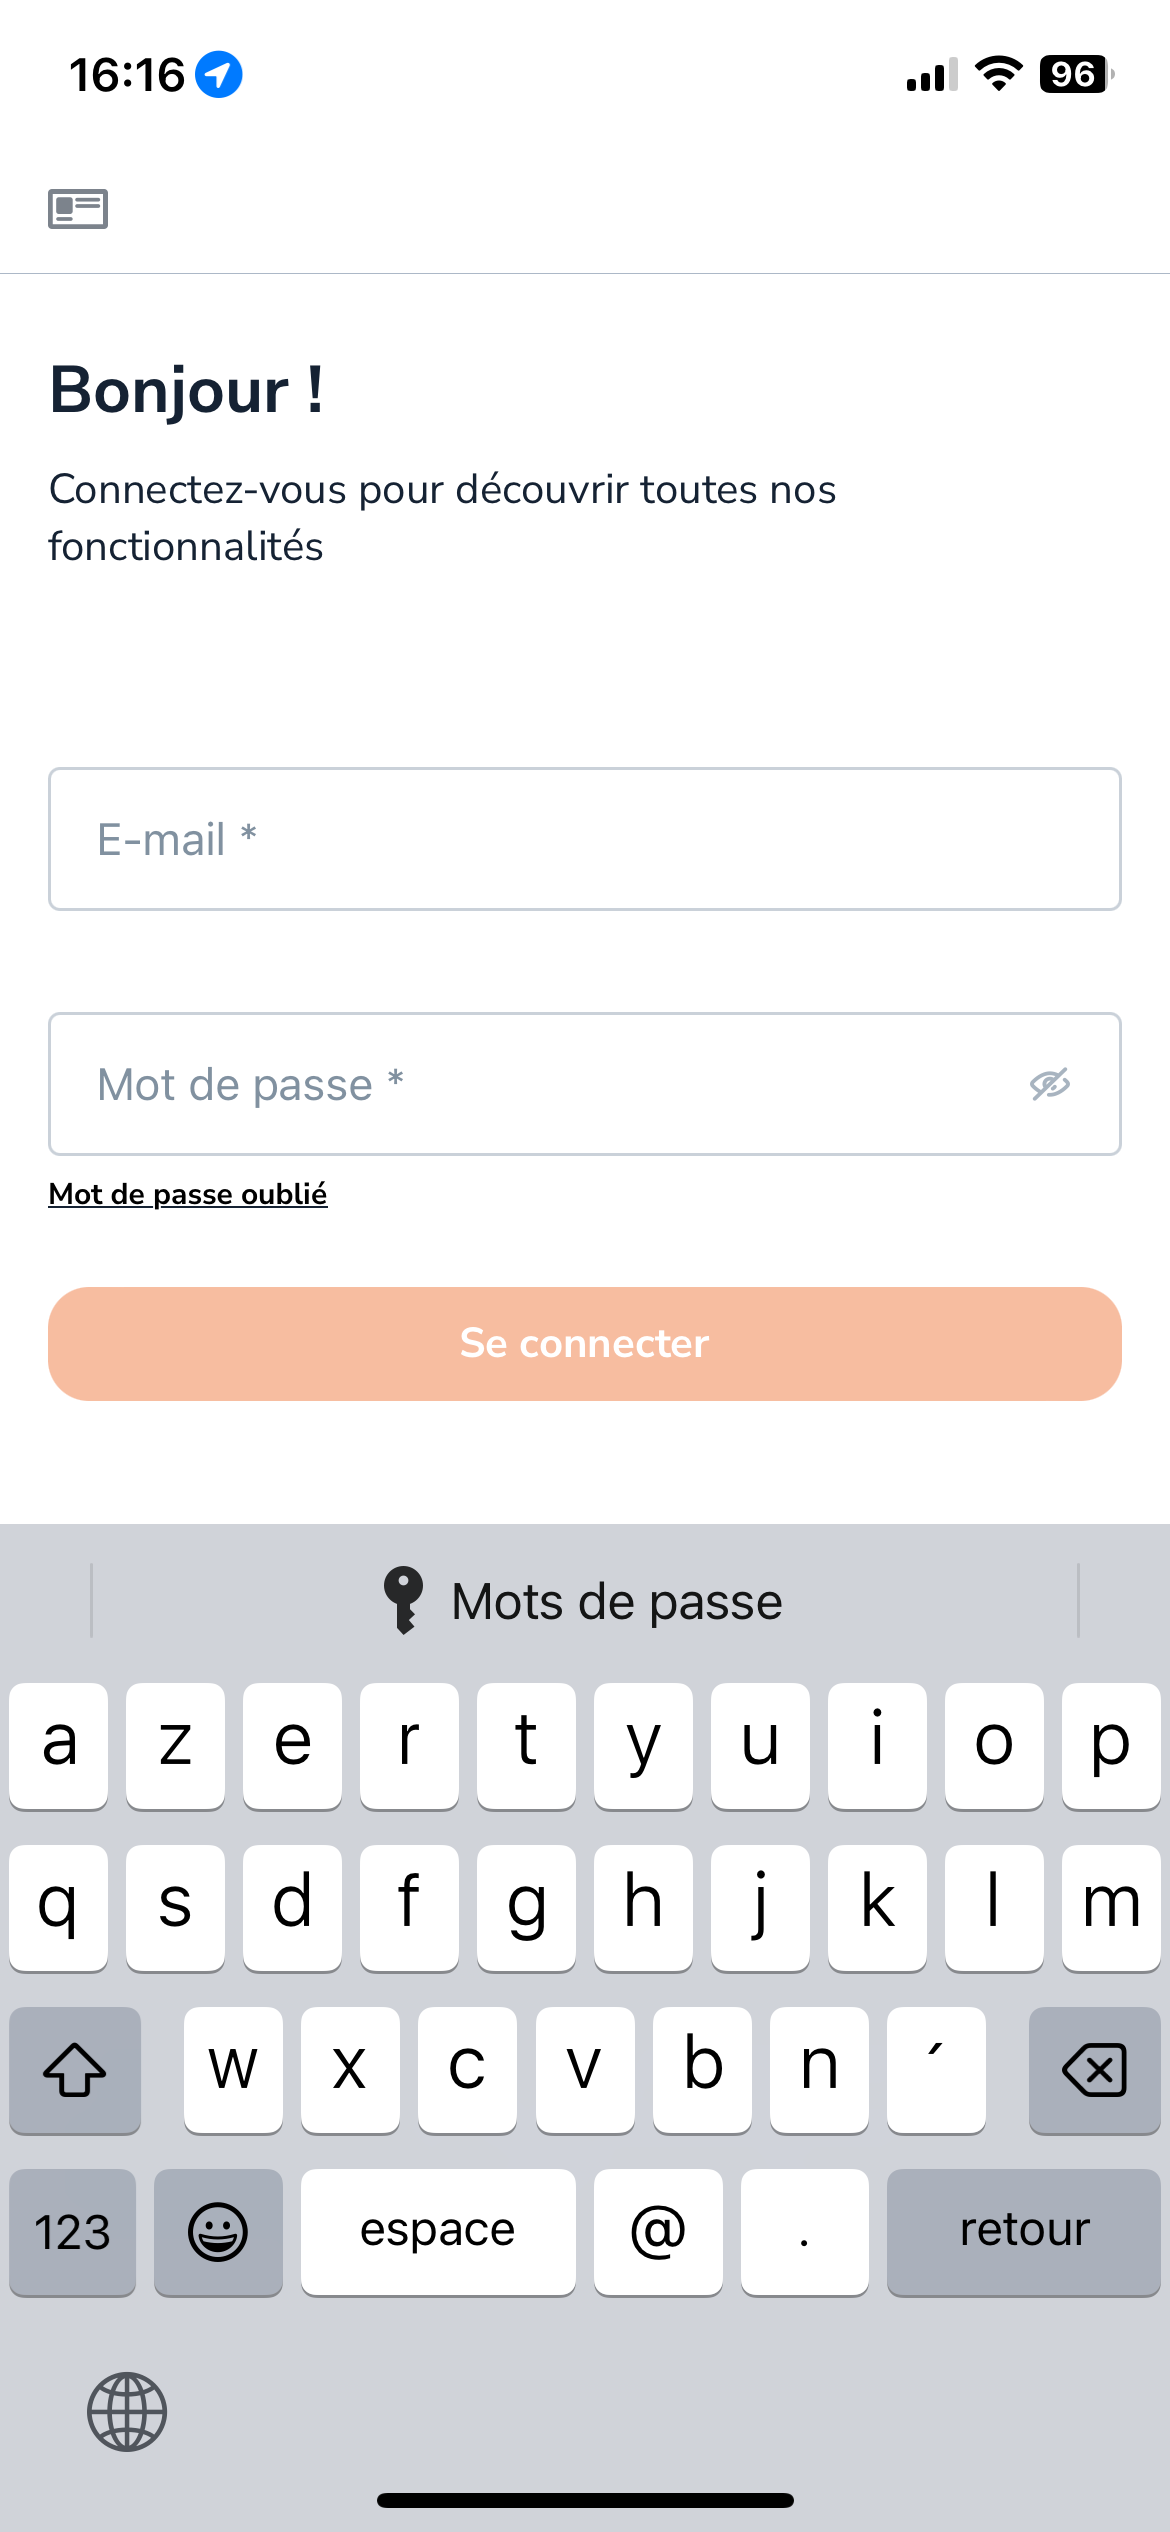 16:16
96
Bonjour !
Connectez-vous pour découvrir toutes nos
fonctionnalités
E-mail *
Mot de passe *
Mot de passe oublié
Se connecter
Mots de passe
a z e r t y u i o p
q s d f g h j k l m
w x c v b n ´
123 espace @ . retour